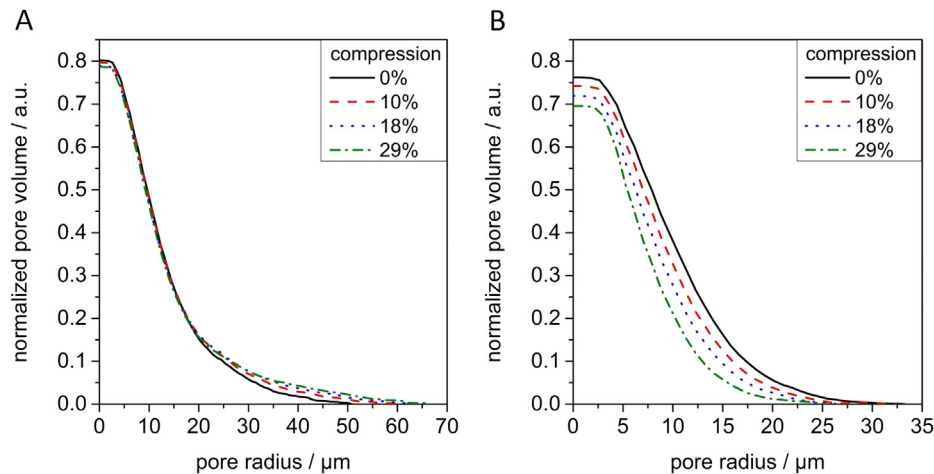 A
compression
0%
10%
18%
29%
normalized pore volume / a.u.
0.8
0.7
0.6
0.5
0.4
0.3
0.2
0.1
0.0
0 10 20 30 40 50 60 70
pore radius / µm
B
compression
0%
10%
18%
29%
normalized pore volume / a.u.
0.8
0.7
0.6
0.5
0.4
0.3
0.2
0.1
0.0
0 5 10 15 20 25 30 35
pore radius / µm